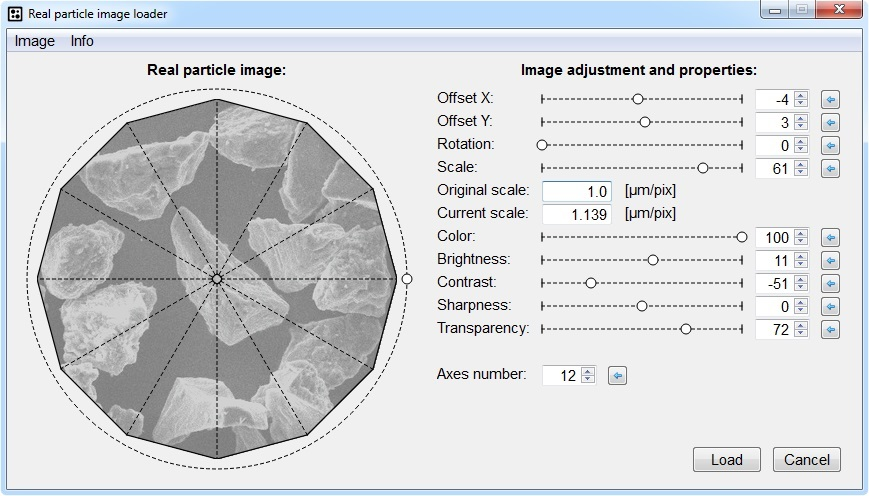 Real particle image loader
Image Info
Real particle image:
Image adjustment and properties:
Offset X: -4
Offset Y: 3
Rotation: 0
Scale: 61
Original scale: 1.0 [µm/pix]
Current scale: 1.139 [µm/pix]
Color: 100
Brightness: 11
Contrast: -51
Sharpness: 0
Transparency: 72
Axes number: 12
Load Cancel